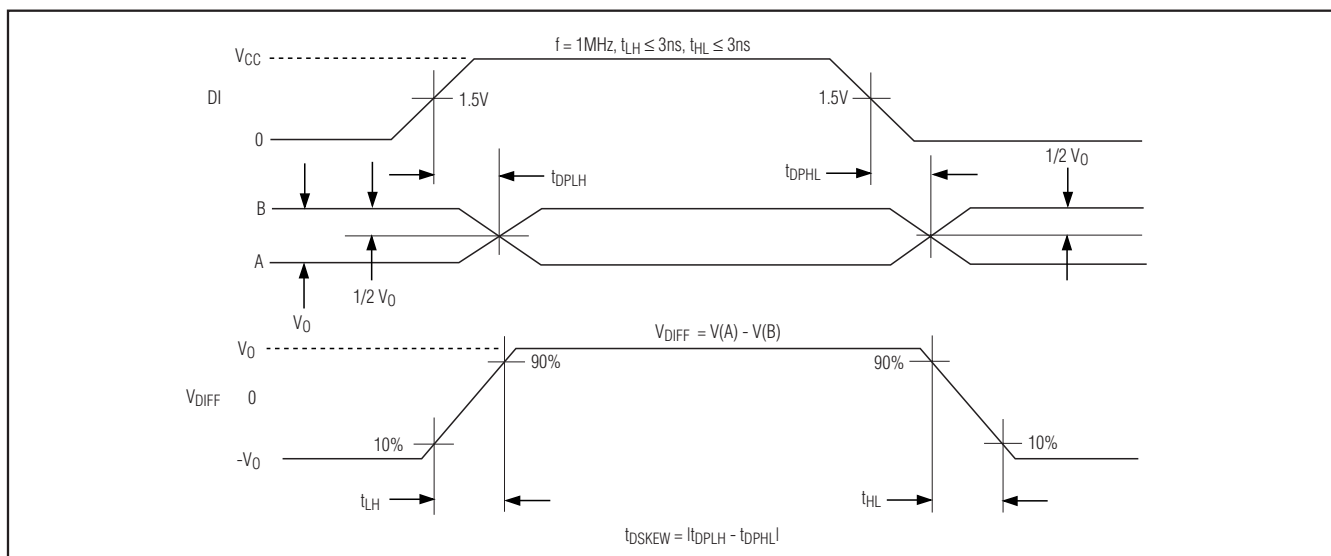 f = 1MHz, tLH ≤ 3ns, tHL ≤ 3ns
VCC
DI
1.5V
1.5V
0
1/2 VO
tDPLH
tDPHL
B
A
1/2 VO
VO
VDIFF = V(A) - V(B)
VO
90%
90%
VDIFF 0
10%
10%
-VO
tLH
tHL
tDSKEW = |tDPLH - tDPHL|